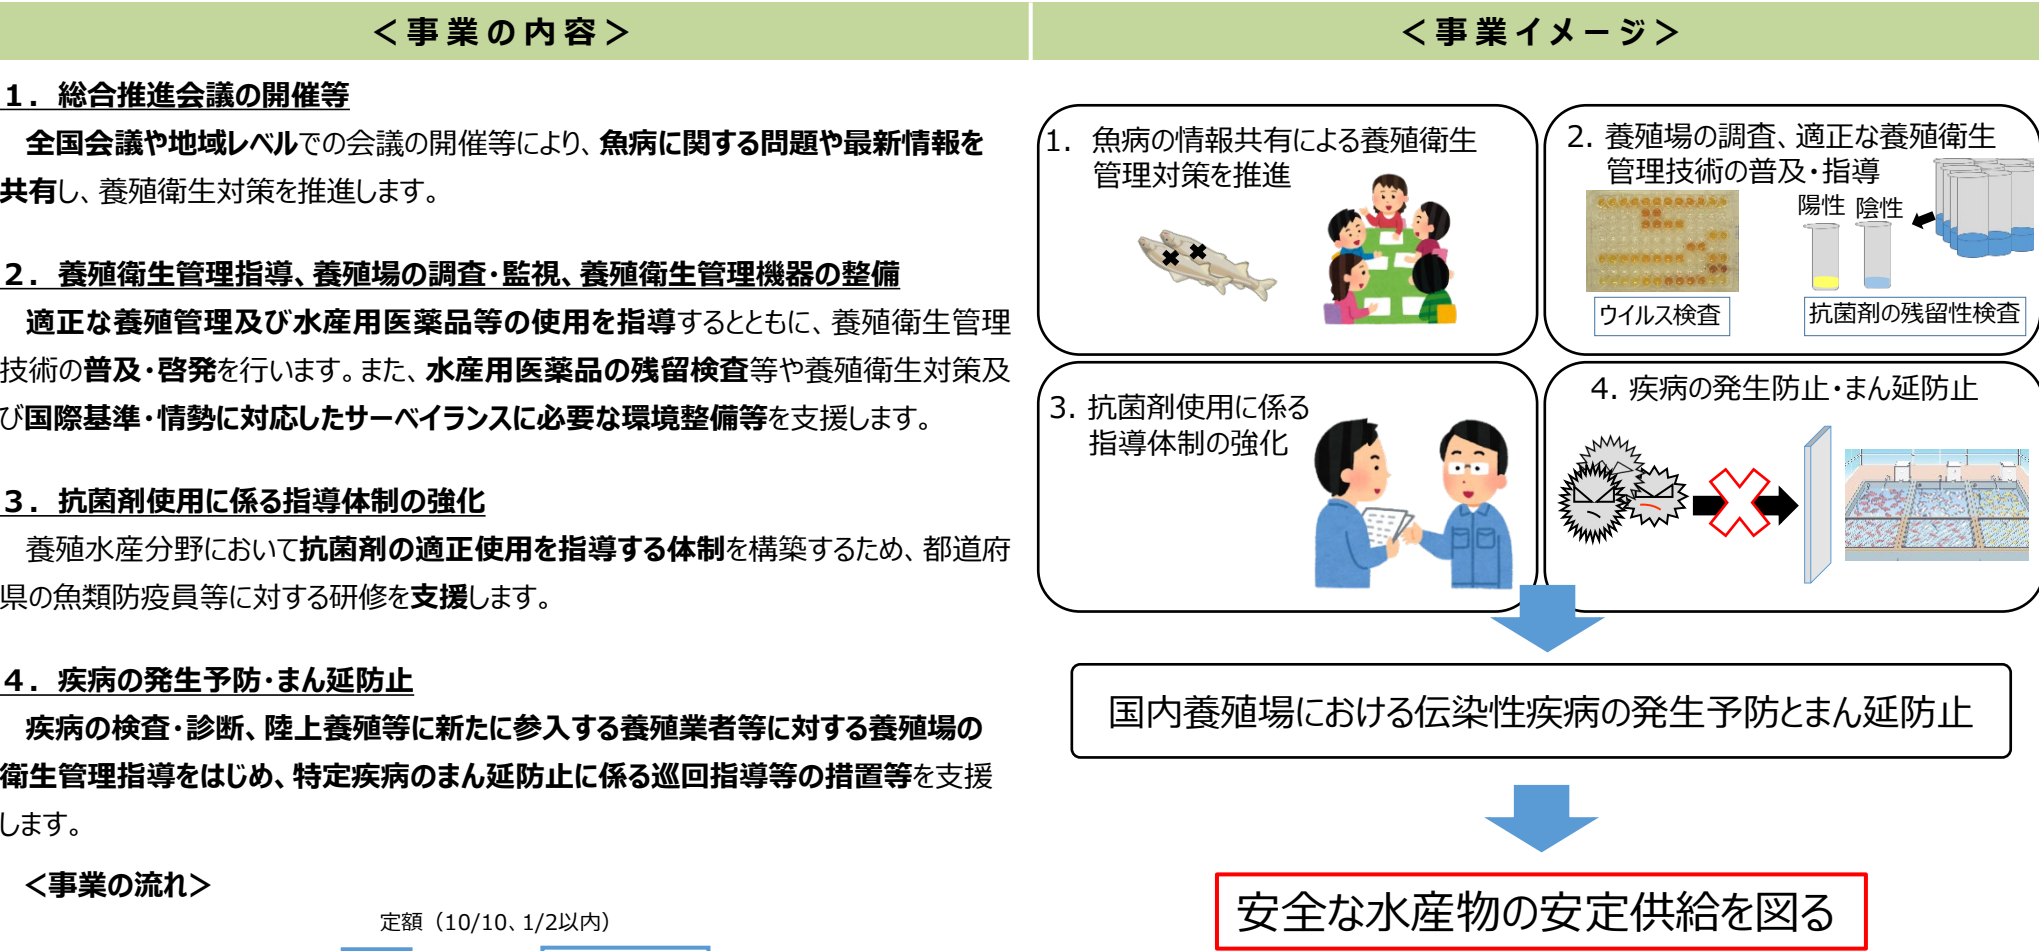 ＜事業の内容＞
１．総合推進会議の開催等
全国会議や地域レベルでの会議の開催等により、魚病に関する問題や最新情報を
共有し、養殖衛生対策を推進します。
２．養殖衛生管理指導、養殖場の調査・監視、養殖衛生管理機器の整備
適正な養殖管理及び水産用医薬品等の使用を指導するとともに、養殖衛生管理
技術の普及・啓発を行います。また、水産用医薬品の残留検査等や養殖衛生対策及
び国際基準・情勢に対応したサーベイランスに必要な環境整備等を支援します。
３．抗菌剤使用に係る指導体制の強化
養殖水産分野において抗菌剤の適正使用を指導する体制を構築するため、都道府
県の魚類防疫員等に対する研修を支援します。
４．疾病の発生予防・まん延防止
疾病の検査・診断、陸上養殖等に新たに参入する養殖業者等に対する養殖場の
衛生管理指導をはじめ、特定疾病のまん延防止に係る巡回指導等の措置等を支援
します。
＜事業の流れ＞
定額（10/10、1/2以内）
＜事業イメージ＞
1. 魚病の情報共有による養殖衛生
管理対策を推進
2. 養殖場の調査、適正な養殖衛生
管理技術の普及・指導
陽性 陰性
ウイルス検査
抗菌剤の残留性検査
3. 抗菌剤使用に係る
指導体制の強化
4. 疾病の発生防止・まん延防止
国内養殖場における伝染性疾病の発生予防とまん延防止
安全な水産物の安定供給を図る